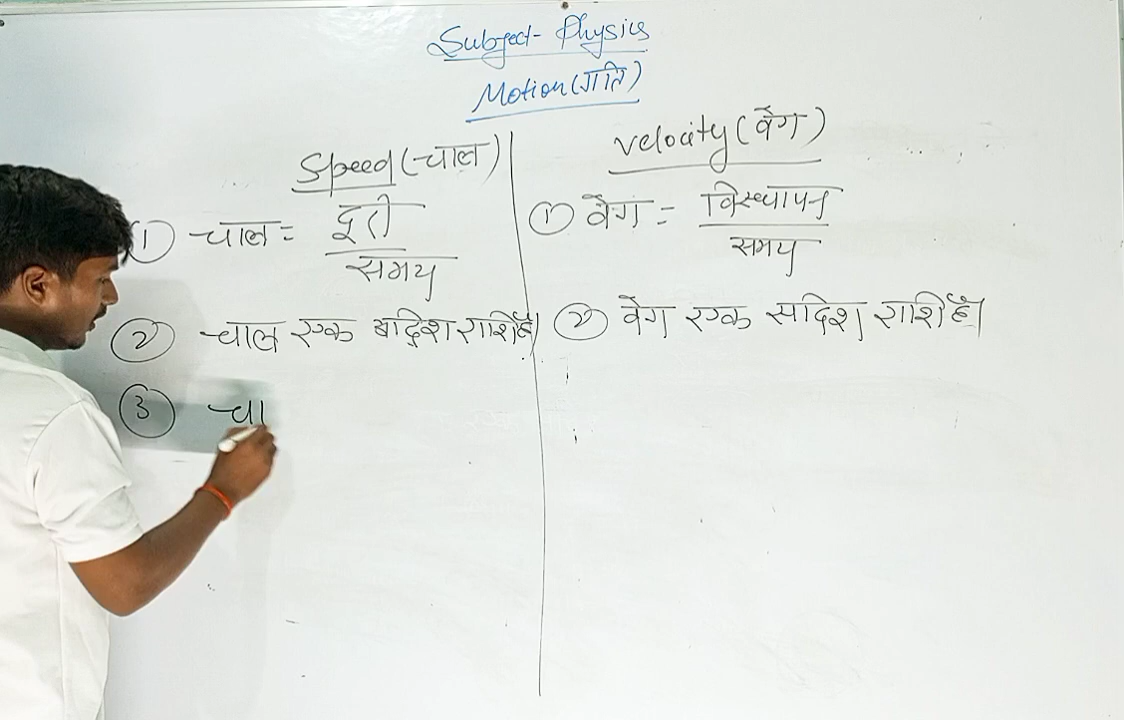 Subject- Physics
Motion(गति)
Speed(चाल)
① चाल = दूरी / समय
② चाल एक अदिश राशि है।
③ चा
Velocity(वेग)
① वेग = विस्थापन / समय
② वेग एक सदिश राशि है।